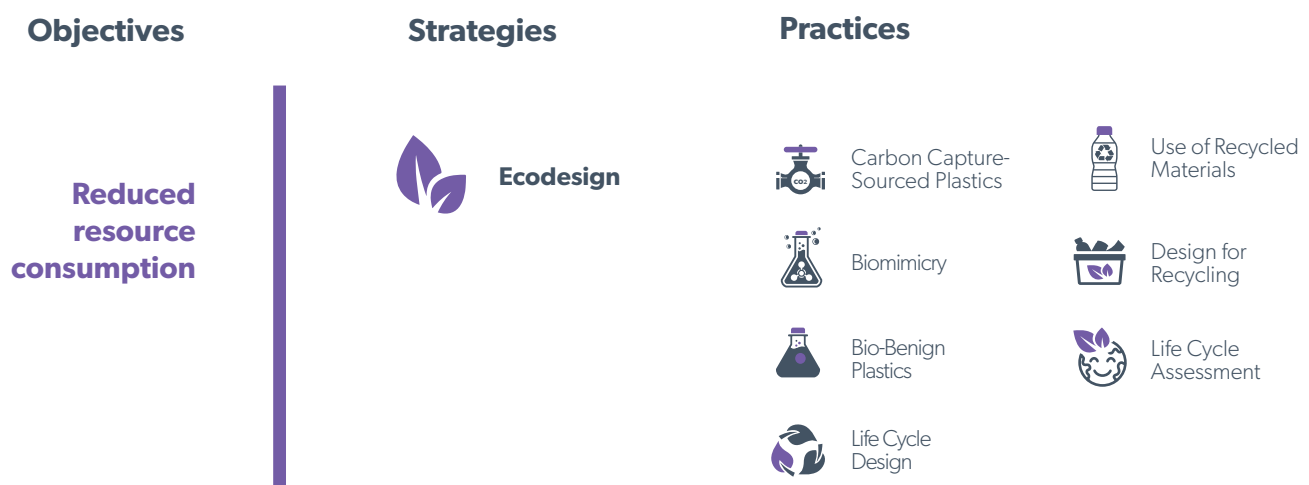 Objectives
Strategies
Practices
Reduced
resource
consumption
Ecodesign
Carbon Capture-
Sourced Plastics
CO2
Biomimicry
Bio-Benign
Plastics
Life Cycle
Design
Use of Recycled
Materials
Design for
Recycling
Life Cycle
Assessment